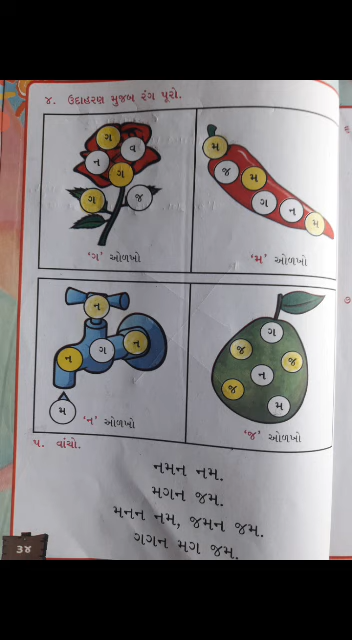 ૪. ઉદાહરણ મુજબ રંગ પૂરો.
ગ
ન
વ
ગ
ગ
જ
'ગ' ઓળખો
મ
જ
મ
ગ
ન
મ
'મ' ઓળખો
ન
ન
ગ
ન
મ
'ન' ઓળખો
ગ
જ
જ
ન
જ
મ
'જ' ઓળખો
૫. વાંચો.
નમન નમ.
મગન જમ.
મનન નમ, જમન જમ.
ગગન મગ જમ.
૩૪